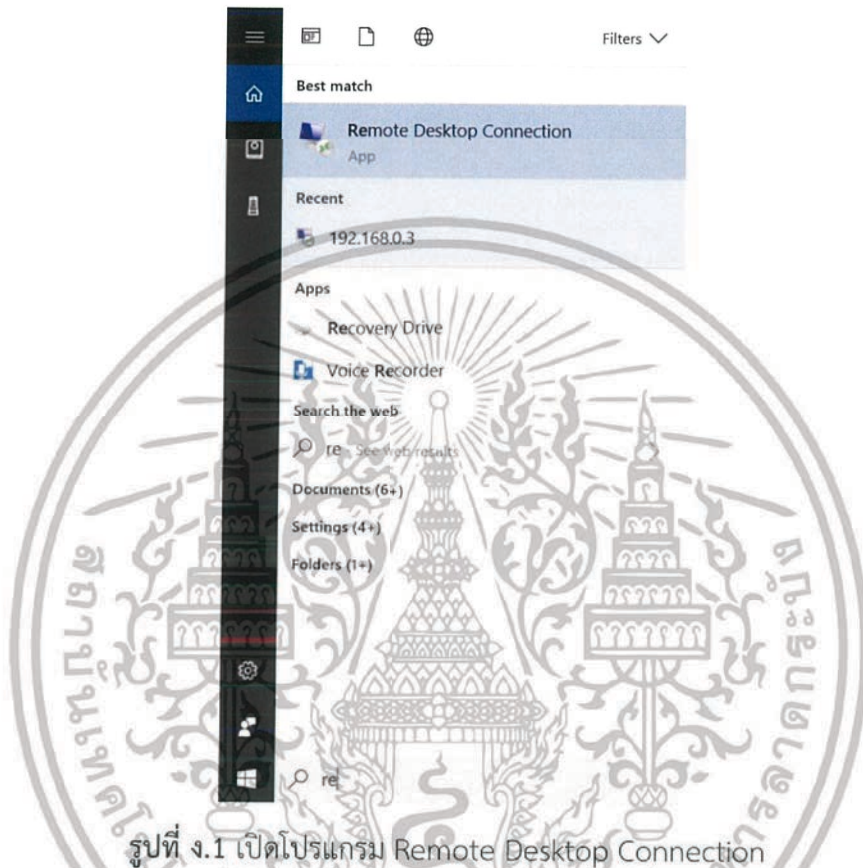 Filters
Best match
Remote Desktop Connection
App
Recent
192.168.0.3
Apps
Recovery Drive
Voice Recorder
Search the web
re - See web results
Documents (6+)
Settings (4+)
Folders (1+)
re
รูปที่ ง.1 เปิดโปรแกรม Remote Desktop Connection